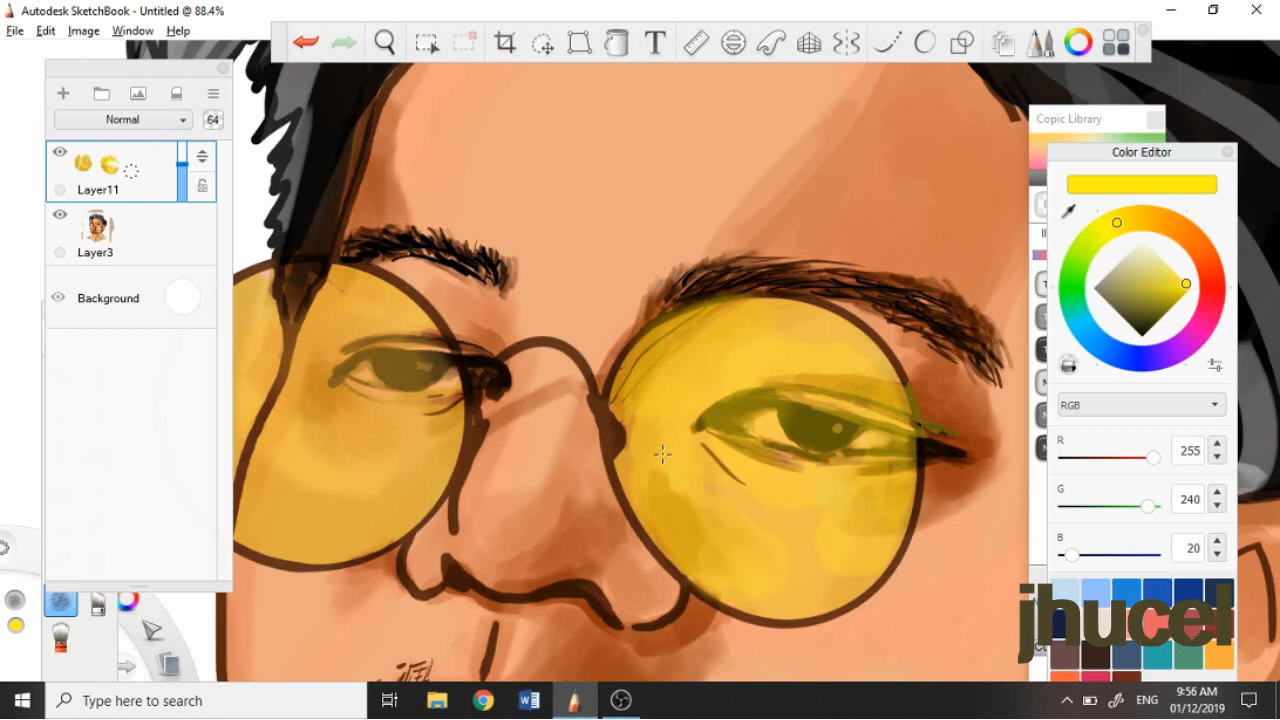 Autodesk SketchBook - Untitled @ 88.4%
File Edit Image Window Help
Normal
64
Layer11
Layer3
Background
Copic Library
Color Editor
RGB
R
255
G
240
B
20
jhucel
Type here to search
ENG
9:56 AM
01/12/2019